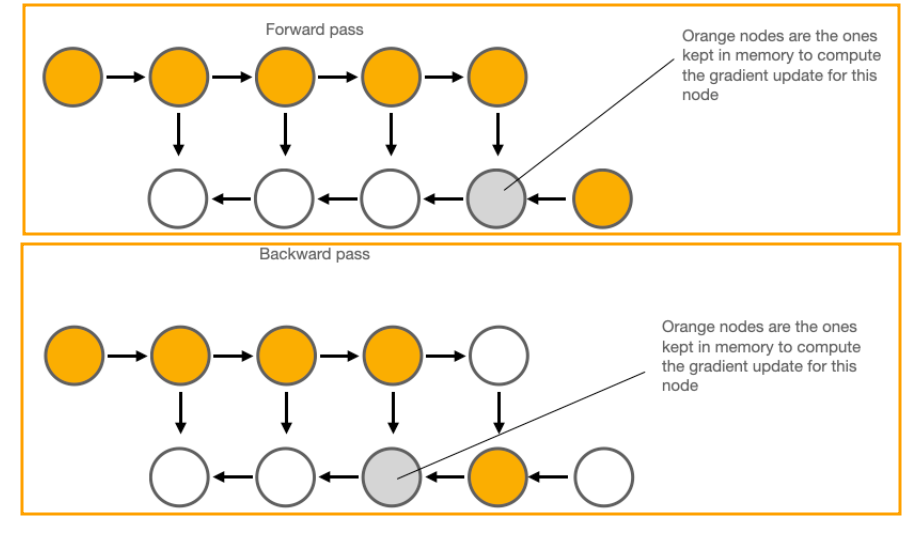 Forward pass
Orange nodes are the ones
kept in memory to compute
the gradient update for this
node
Backward pass
Orange nodes are the ones
kept in memory to compute
the gradient update for this
node